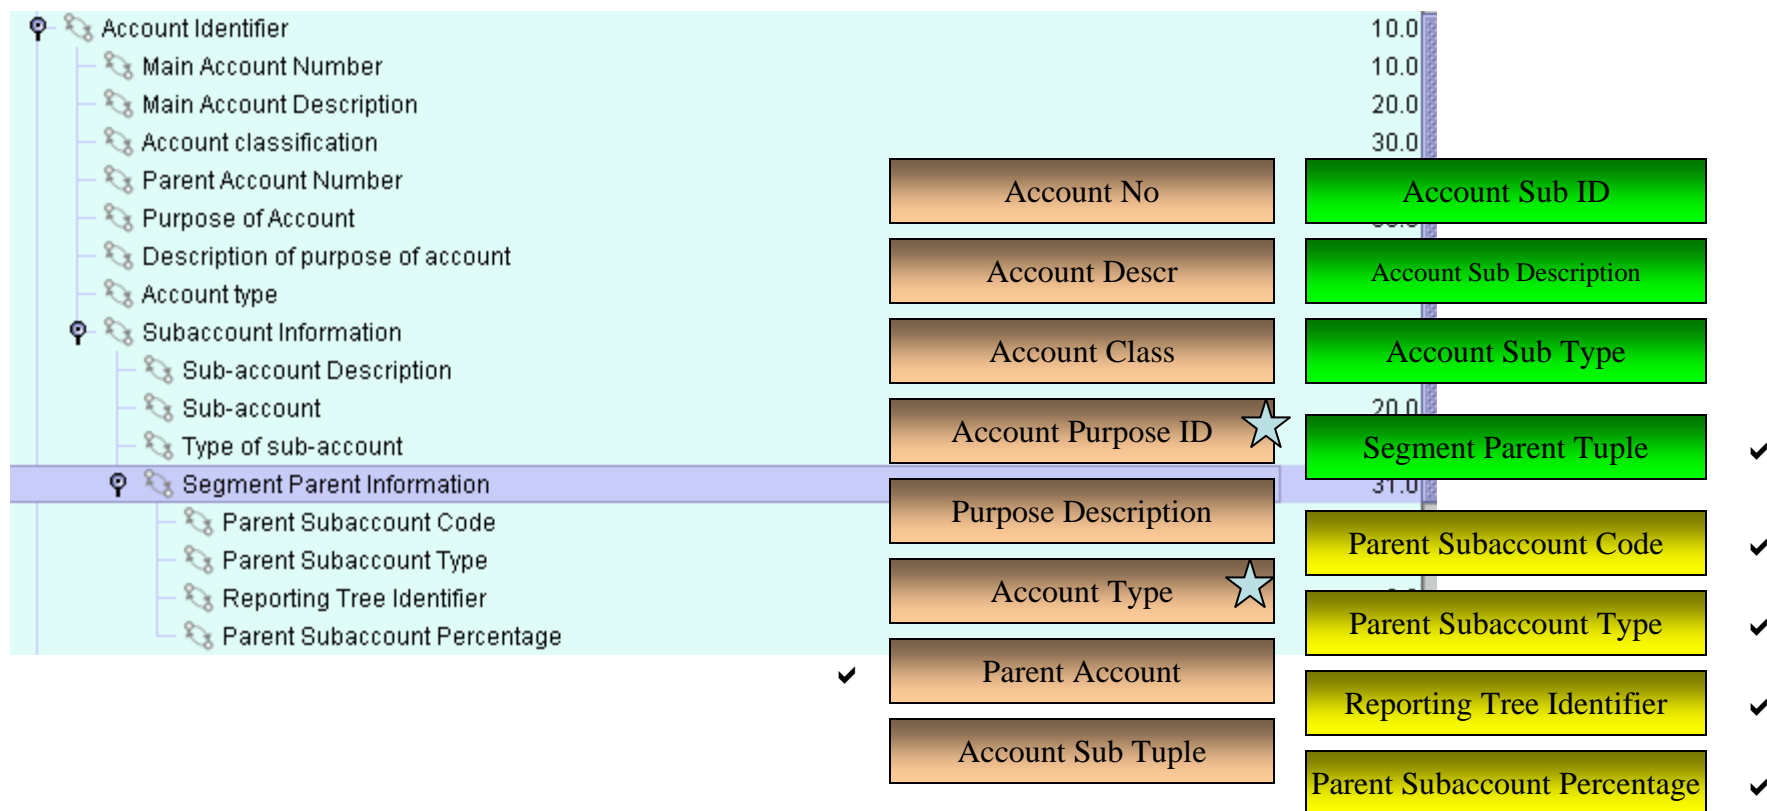 Account Identifier 10.0
Main Account Number 10.0
Main Account Description 20.0
Account classification 30.0
Parent Account Number
Purpose of Account
Description of purpose of account
Account type
Subaccount Information
Sub-account Description
Sub-account 20.0
Type of sub-account
Segment Parent Information 31.0
Parent Subaccount Code
Parent Subaccount Type
Reporting Tree Identifier
Parent Subaccount Percentage
Account No
Account Descr
Account Class
Account Purpose ID
Purpose Description
Account Type
Parent Account
Account Sub Tuple
Account Sub ID
Account Sub Description
Account Sub Type
Segment Parent Tuple
Parent Subaccount Code
Parent Subaccount Type
Reporting Tree Identifier
Parent Subaccount Percentage